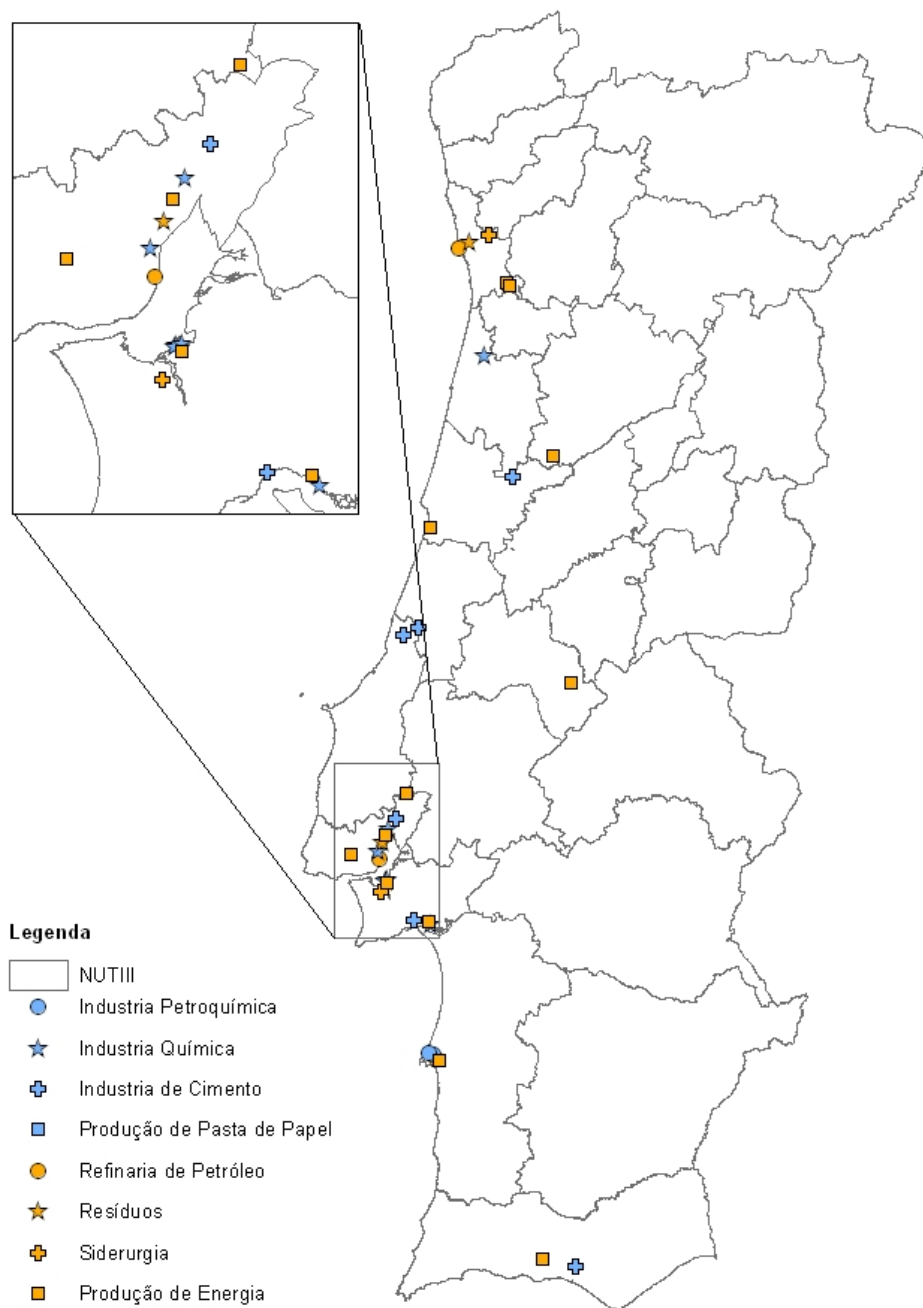 Legenda
NUTIII
Industria Petroquímica
Industria Química
Industria de Cimento
Produção de Pasta de Papel
Refinaria de Petróleo
Resíduos
Siderurgia
Produção de Energia